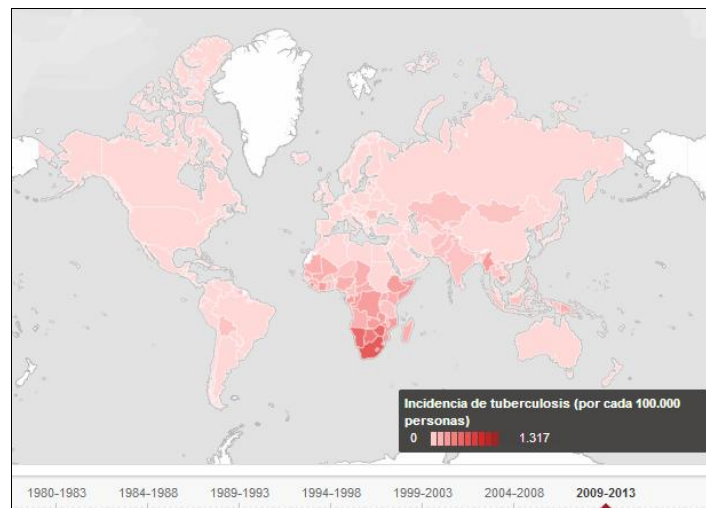 Incidencia de tuberculosis (por cada 100.000
personas)
0 1.317
1980-1983 1984-1988 1989-1993 1994-1998 1999-2003 2004-2008 2009-2013